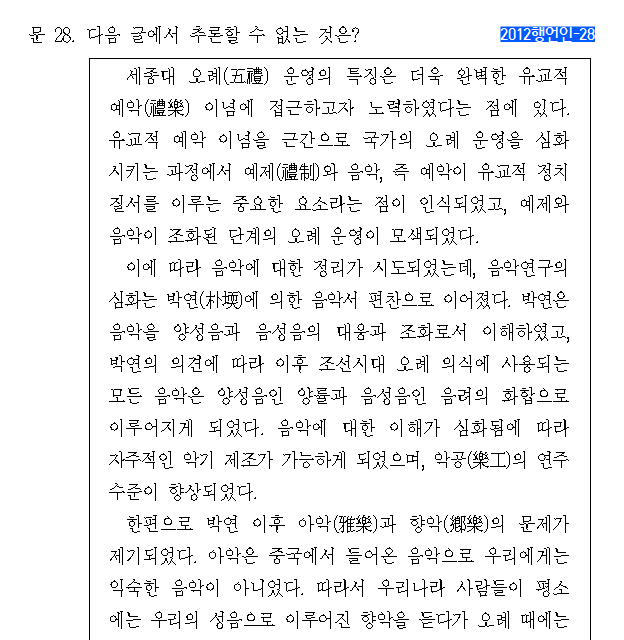 문 28. 다음 글에서 추론할 수 없는 것은?
2012행언인-28
세종대 오례(五禮) 운영의 특징은 더욱 완벽한 유교적
예악(禮樂) 이념에 접근하고자 노력하였다는 점에 있다.
유교적 예악 이념을 근간으로 국가의 오례 운영을 심화
시키는 과정에서 예제(禮制)와 음악, 즉 예악이 유교적 정치
질서를 이루는 중요한 요소라는 점이 인식되었고, 예제와
음악이 조화된 단계의 오례 운영이 모색되었다.
이에 따라 음악에 대한 정리가 시도되었는데, 음악연구의
심화는 박연(朴堧)에 의한 음악서 편찬으로 이어졌다. 박연은
음악을 양성음과 음성음의 대응과 조화로서 이해하였고,
박연의 의견에 따라 이후 조선시대 오례 의식에 사용되는
모든 음악은 양성음인 양률과 음성음인 음려의 화합으로
이루어지게 되었다. 음악에 대한 이해가 심화됨에 따라
자주적인 악기 제조가 가능하게 되었으며, 악공(樂工)의 연주
수준이 향상되었다.
한편으로 박연 이후 아악(雅樂)과 향악(鄕樂)의 문제가
제기되었다. 아악은 중국에서 들어온 음악으로 우리에게는
익숙한 음악이 아니었다. 따라서 우리나라 사람들이 평소
에는 우리의 성음으로 이루어진 향악을 듣다가 오례 때에는